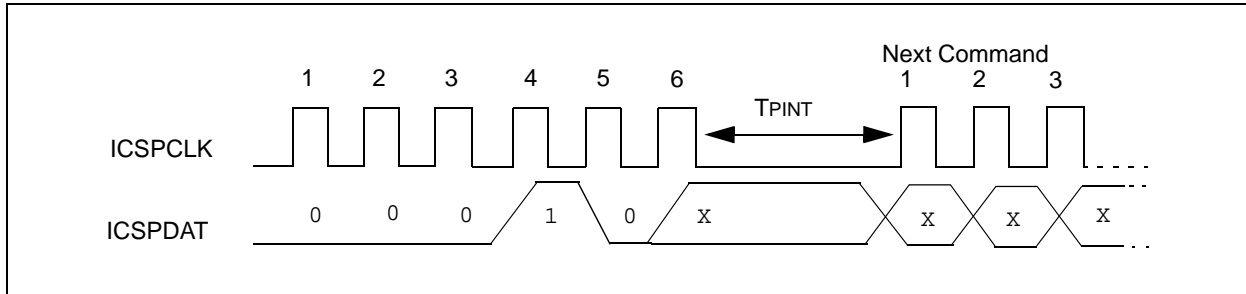 Next Command
1 2 3 4 5 6 1 2 3
TPINT
ICSPCLK
0 0 0 1 0 X X X X
ICSPDAT